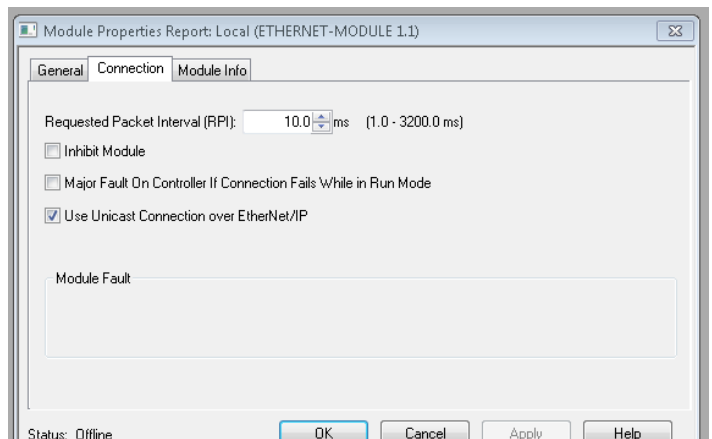 Module Properties Report: Local (ETHERNET-MODULE 1.1)
General Connection Module Info
Requested Packet Interval (RPI): 10.0 ms (1.0 - 3200.0 ms)
Inhibit Module
Major Fault On Controller If Connection Fails While in Run Mode
Use Unicast Connection over EtherNet/IP
Module Fault
Status: Offline OK Cancel Apply Help